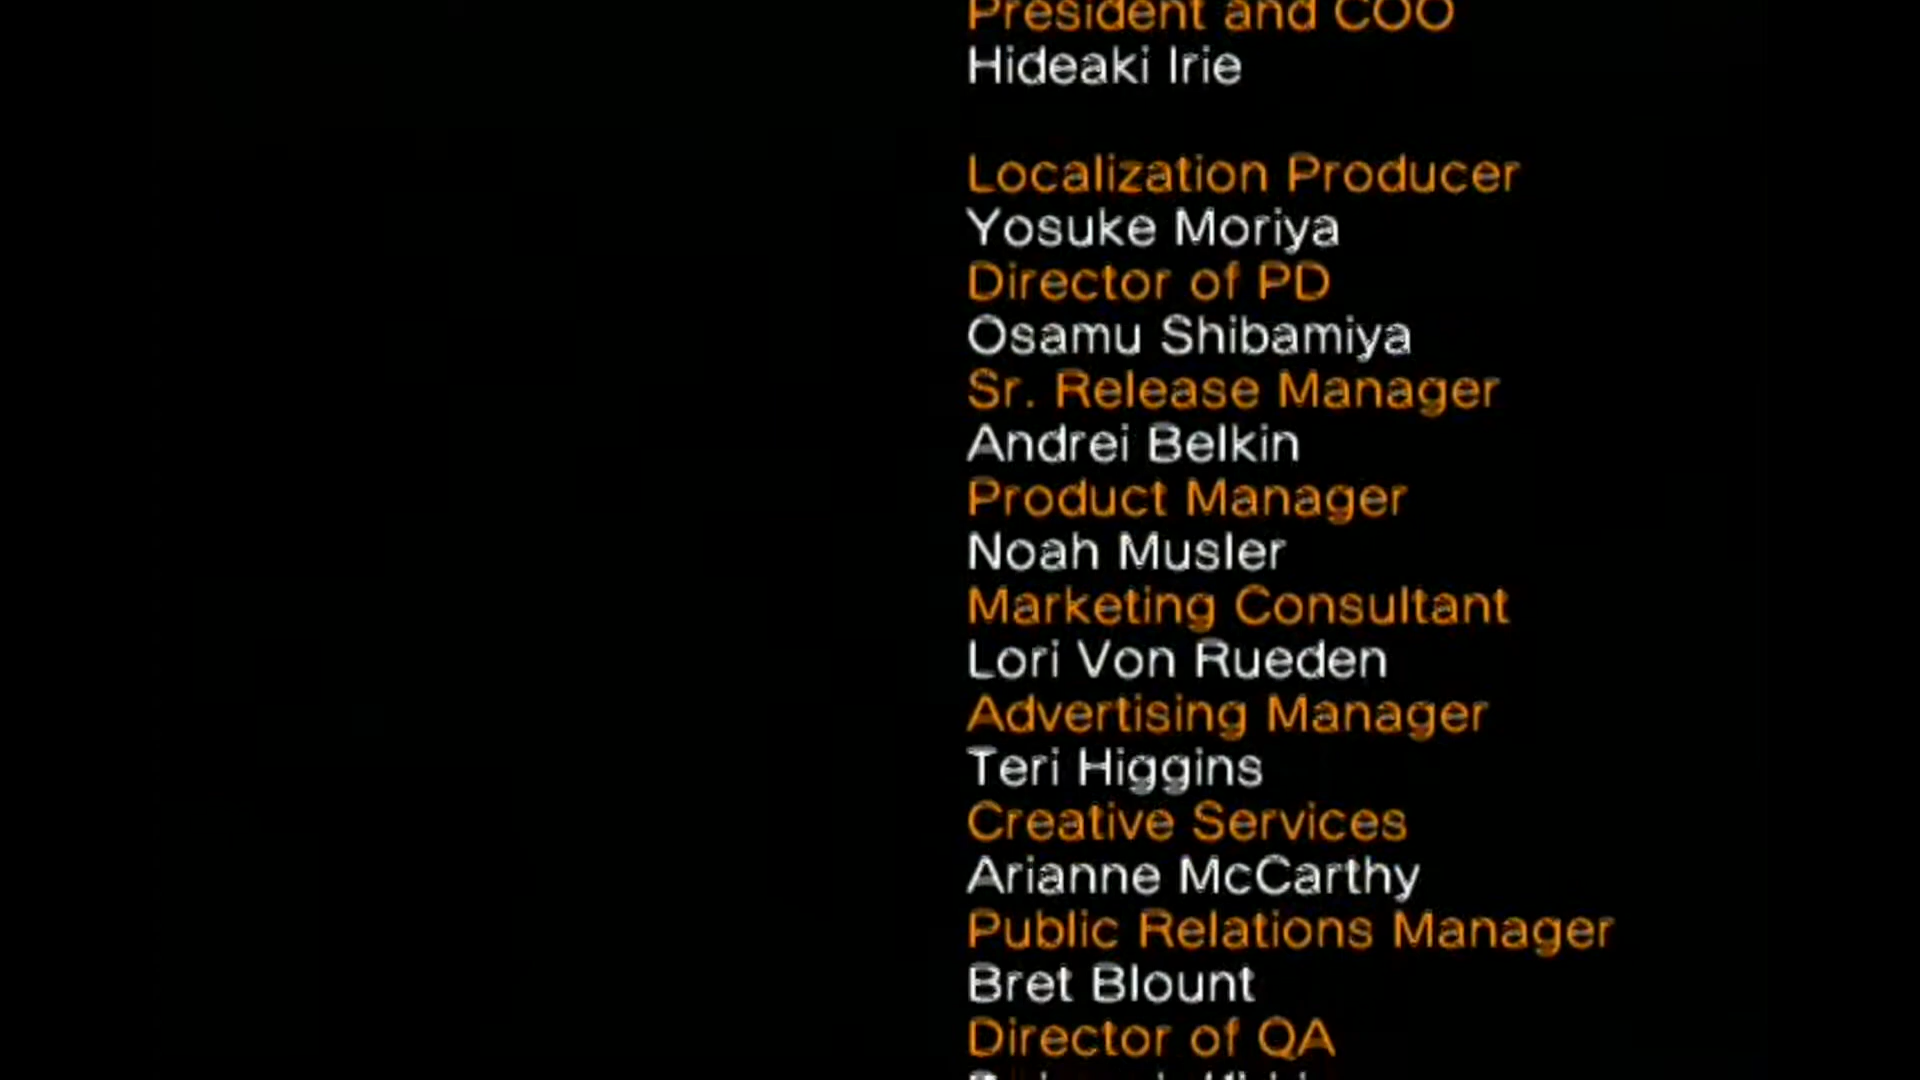 President and COO
Hideaki Irie
Localization Producer
Yosuke Moriya
Director of PD
Osamu Shibamiya
Sr. Release Manager
Andrei Belkin
Product Manager
Noah Musler
Marketing Consultant
Lori Von Rueden
Advertising Manager
Teri Higgins
Creative Services
Arianne McCarthy
Public Relations Manager
Bret Blount
Director of QA